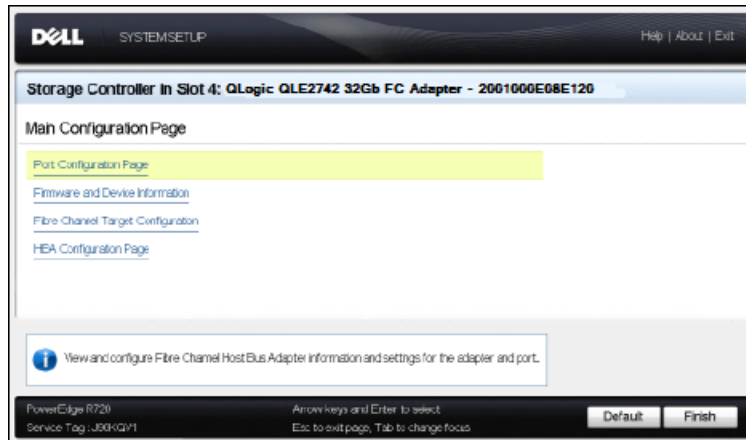 DELL SYSTEM SETUP Help | About | Exit
Storage Controller in Slot 4: QLogic QLE2742 32Gb FC Adapter - 2001000E08E120
Main Configuration Page
Port Configuration Page
Firmware and Device Information
Fibre Channel Target Configuration
HBA Configuration Page
View and configure Fibre Channel Host Bus Adapter information and settings for the adapter and port.
PowerEdge R720 Arrow keys and Enter to select
Service Tag : Esc to exit page, Tab to change focus
Default Finish